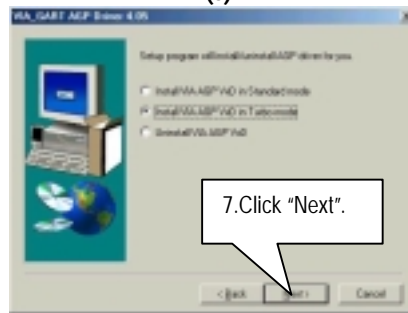 (6)
VIA_GART AGP Driver 4.05
Setup program will install/uninstall AGP driver for you.
Install VIA AGP VxD in Standard mode
Install VIA AGP VxD in Turbo mode
Uninstall VIA AGP VxD
7.Click “Next”.
< Back
Next >
Cancel